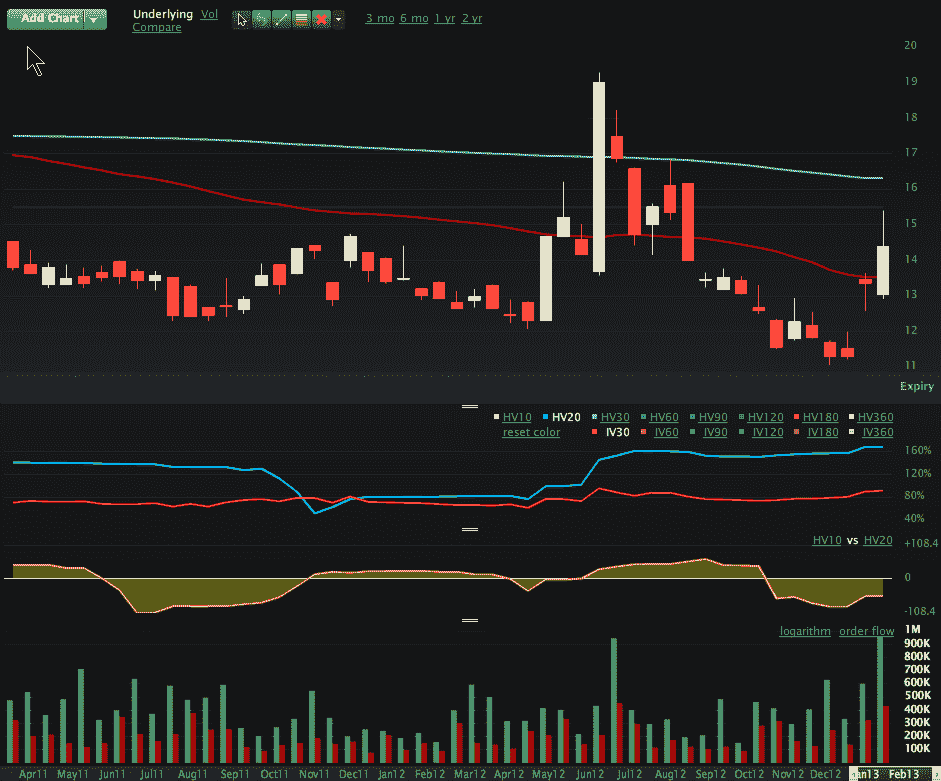 Add Chart Underlying Vol 3 mo 6 mo 1 yr 2 yr
Compare
20
19
18
17
16
15
14
13
12
11
Expiry
HV10 HV20 HV30 HV60 HV90 HV120 HV180 HV360
reset color IV30 IV60 IV90 IV120 IV180 IV360
160%
120%
80%
40%
HV10 vs HV20 +108.4
0
-108.4
logarithm order flow 1M
900K
800K
700K
600K
500K
400K
300K
200K
100K
Apr11 May11 Jun11 Jul11 Aug11 Sep11 Oct11 Nov11 Dec11 Jan12 Feb12 Mar12 Apr12 May12 Jun12 Jul12 Aug12 Sep12 Oct12 Nov12 Dec12 Jan13 Feb13